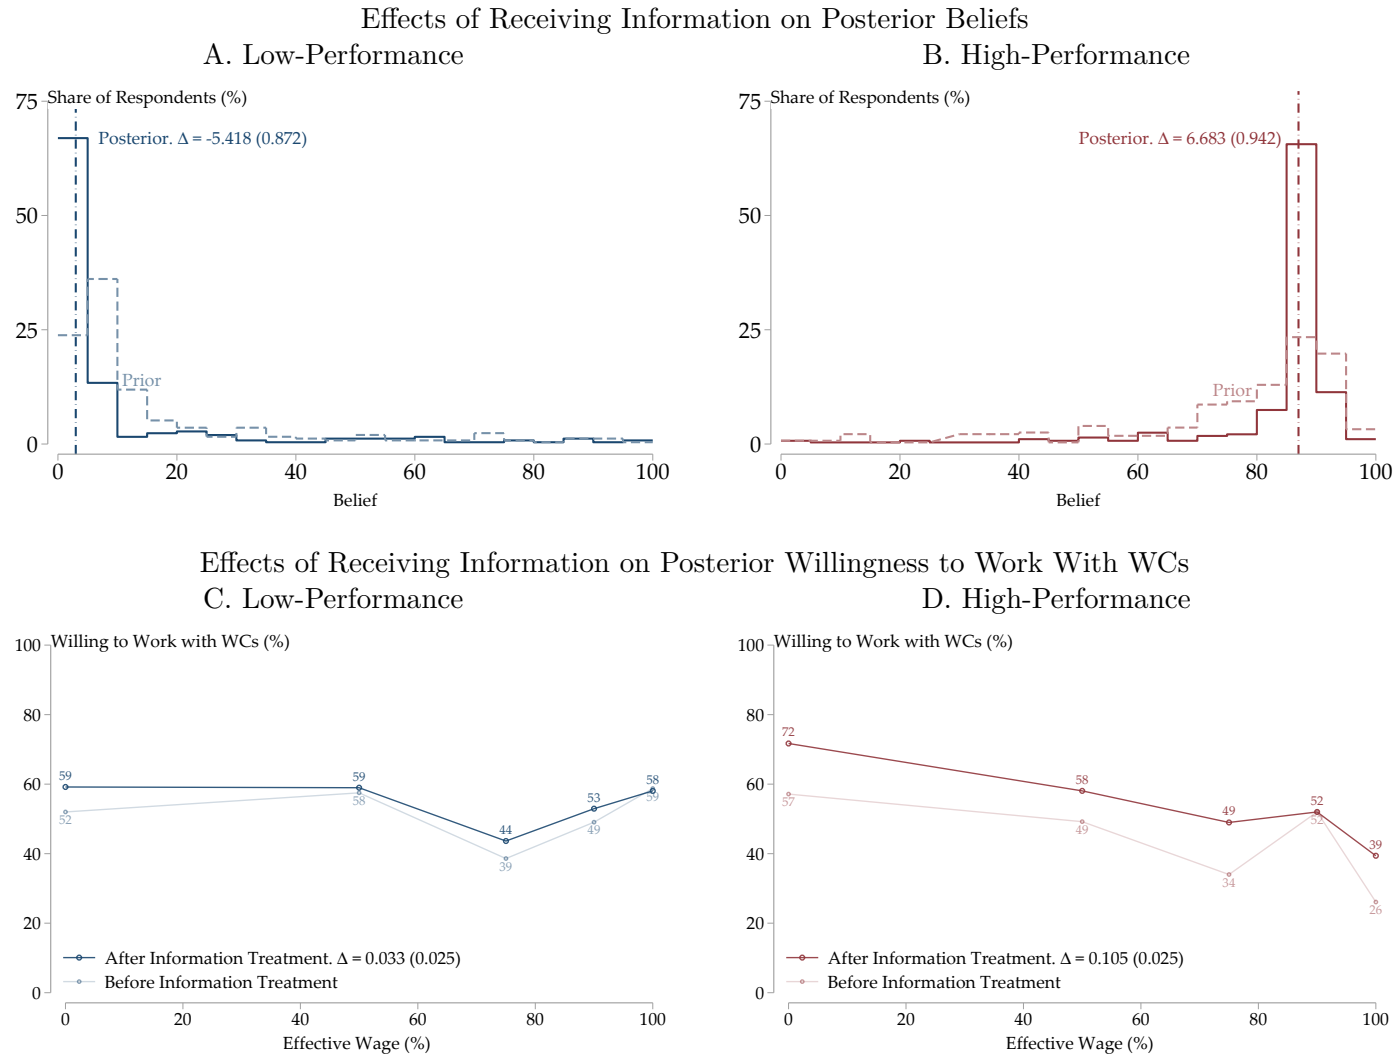 Effects of Receiving Information on Posterior Beliefs
A. Low-Performance
Share of Respondents (%)
75
50
25
0
Posterior. Δ = -5.418 (0.872)
Prior
0 20 40 60 80 100
Belief
B. High-Performance
Share of Respondents (%)
75
50
25
0
Posterior. Δ = 6.683 (0.942)
Prior
0 20 40 60 80 100
Belief
Effects of Receiving Information on Posterior Willingness to Work With WCs
C. Low-Performance
Willing to Work with WCs (%)
100
80
60
40
20
0
59 59 44 53 58
52 58 39 49 59
After Information Treatment. Δ = 0.033 (0.025)
Before Information Treatment
0 20 40 60 80 100
Effective Wage (%)
D. High-Performance
Willing to Work with WCs (%)
100
80
60
40
20
0
72 58 49 52 39
57 49 34 52 26
After Information Treatment. Δ = 0.105 (0.025)
Before Information Treatment
0 20 40 60 80 100
Effective Wage (%)